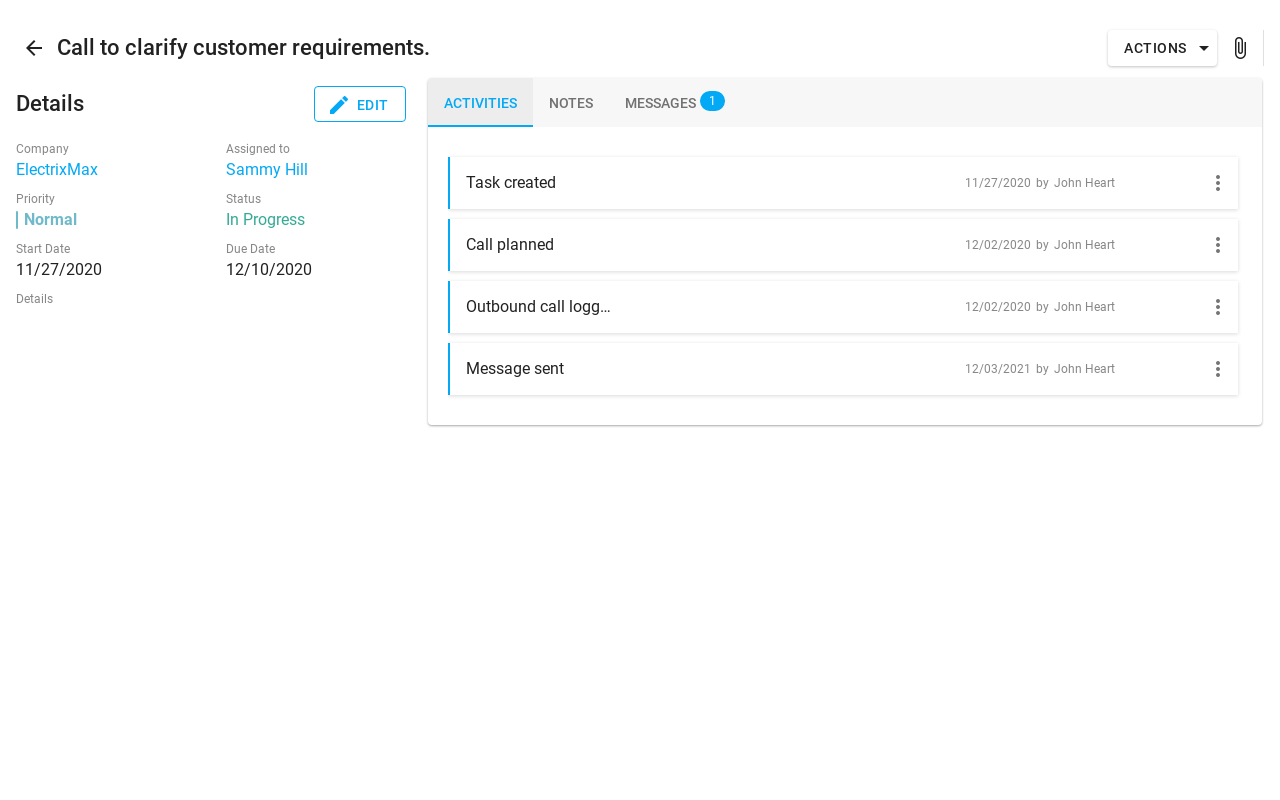 Call to clarify customer requirements.
ACTIONS
Details
EDIT
Company
ElectrixMax
Assigned to
Sammy Hill
Priority
Normal
Status
In Progress
Start Date
11/27/2020
Due Date
12/10/2020
Details
ACTIVITIES NOTES MESSAGES 1
Task created 11/27/2020 by John Heart
Call planned 12/02/2020 by John Heart
Outbound call logg... 12/02/2020 by John Heart
Message sent 12/03/2021 by John Heart